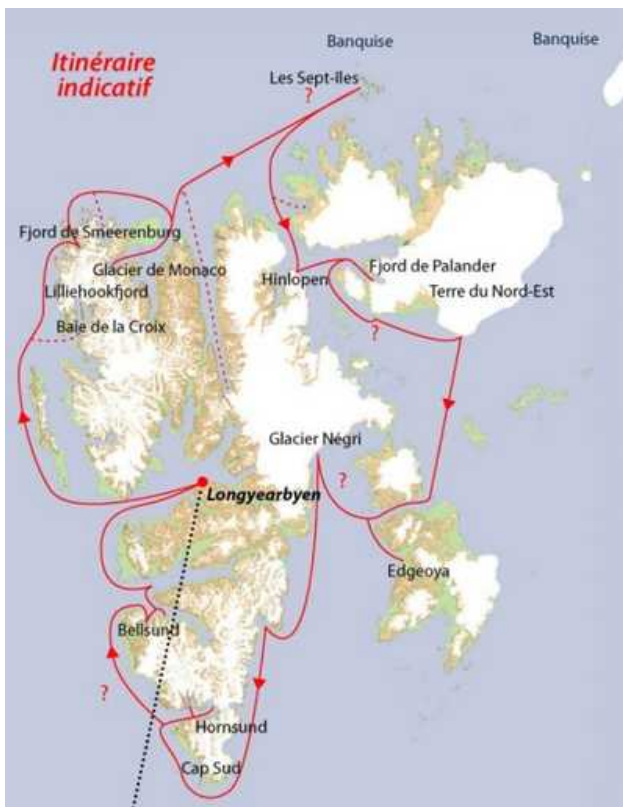 Itinéraire
indicatif
Banquise
Banquise
Les Sept-îles
?
Fjord de Smeerenburg
Glacier de Monaco
Lilliehookfjord
Baie de la Croix
Hinlopen
Fjord de Palander
Terre du Nord-Est
?
Glacier Négri
?
Longyearbyen
Edgeoya
Bellsund
?
Hornsund
Cap Sud